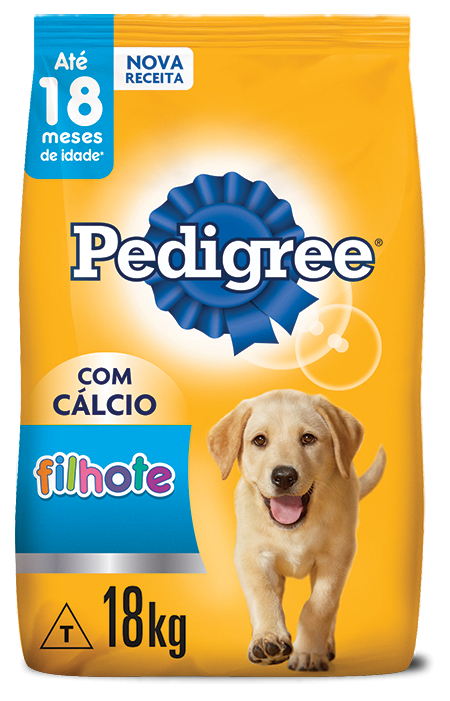 Até
18
meses
de idade*
NOVA
RECEITA
Pedigree®
COM
CÁLCIO
filhote
T
18kg